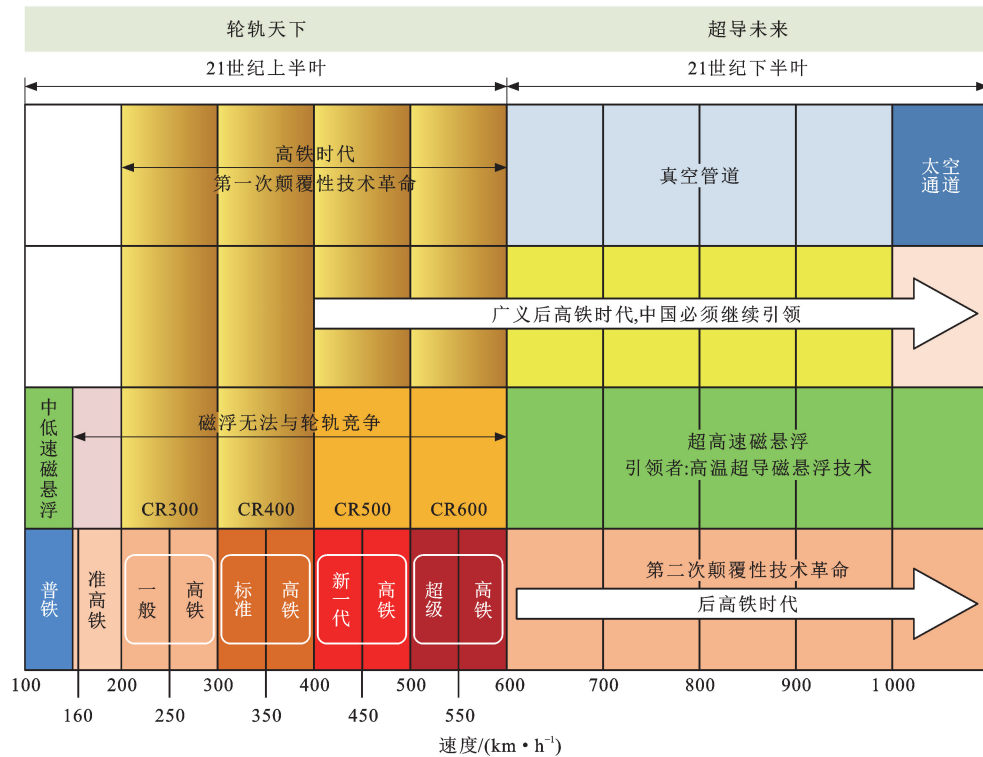 轮轨天下
超导未来
21世纪上半叶
21世纪下半叶
高铁时代
第一次颠覆性技术革命
真空管道
太空
通道
广义后高铁时代,中国必须继续引领
中低速磁悬浮
磁浮无法与轮轨竞争
超高速磁悬浮
引领者:高温超导磁悬浮技术
CR300
CR400
CR500
CR600
普铁
准高铁
一般
高铁
标准
高铁
新一代
高铁
超级
高铁
第二次颠覆性技术革命
后高铁时代
100
200
300
400
500
600
700
800
900
1 000
160
250
350
450
550
速度/(km·h⁻¹)